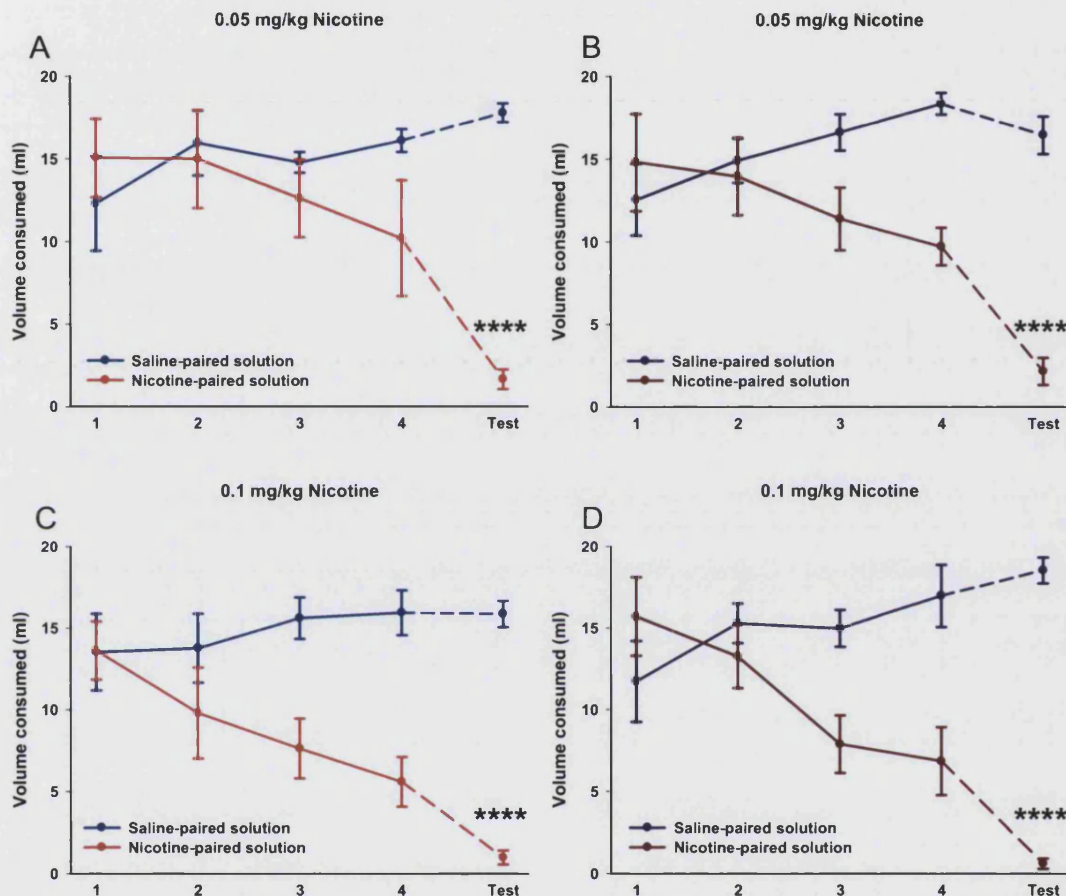 0.05 mg/kg Nicotine
A
Volume consumed (ml)
20
15
10
5
0
****
Saline-paired solution
Nicotine-paired solution
1 2 3 4 Test
0.05 mg/kg Nicotine
B
Volume consumed (ml)
20
15
10
5
0
****
Saline-paired solution
Nicotine-paired solution
1 2 3 4 Test
0.1 mg/kg Nicotine
C
Volume consumed (ml)
20
15
10
5
0
****
Saline-paired solution
Nicotine-paired solution
1 2 3 4 Test
0.1 mg/kg Nicotine
D
Volume consumed (ml)
20
15
10
5
0
****
Saline-paired solution
Nicotine-paired solution
1 2 3 4 Test